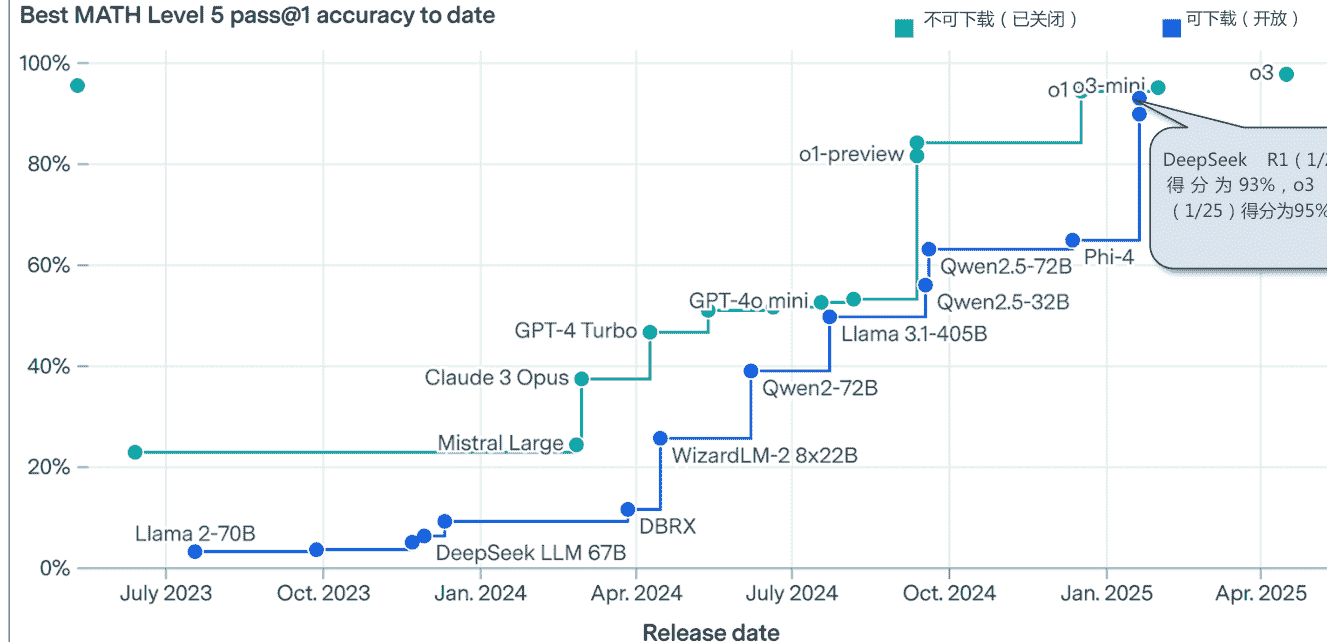 Best MATH Level 5 pass@1 accuracy to date
不可下载（已关闭）
可下载（开放）
100%
80%
60%
40%
20%
0%
o3
o1
o3-mini
o1-preview
DeepSeek R1（1/2
得分为93%，o3
（1/25）得分为95%
Phi-4
Qwen2.5-72B
Qwen2.5-32B
GPT-4o mini
Llama 3.1-405B
GPT-4 Turbo
Claude 3 Opus
Qwen2-72B
Mistral Large
WizardLM-2 8x22B
DBRX
Llama 2-70B
DeepSeek LLM 67B
July 2023
Oct. 2023
Jan. 2024
Apr. 2024
July 2024
Oct. 2024
Jan. 2025
Apr. 2025
Release date